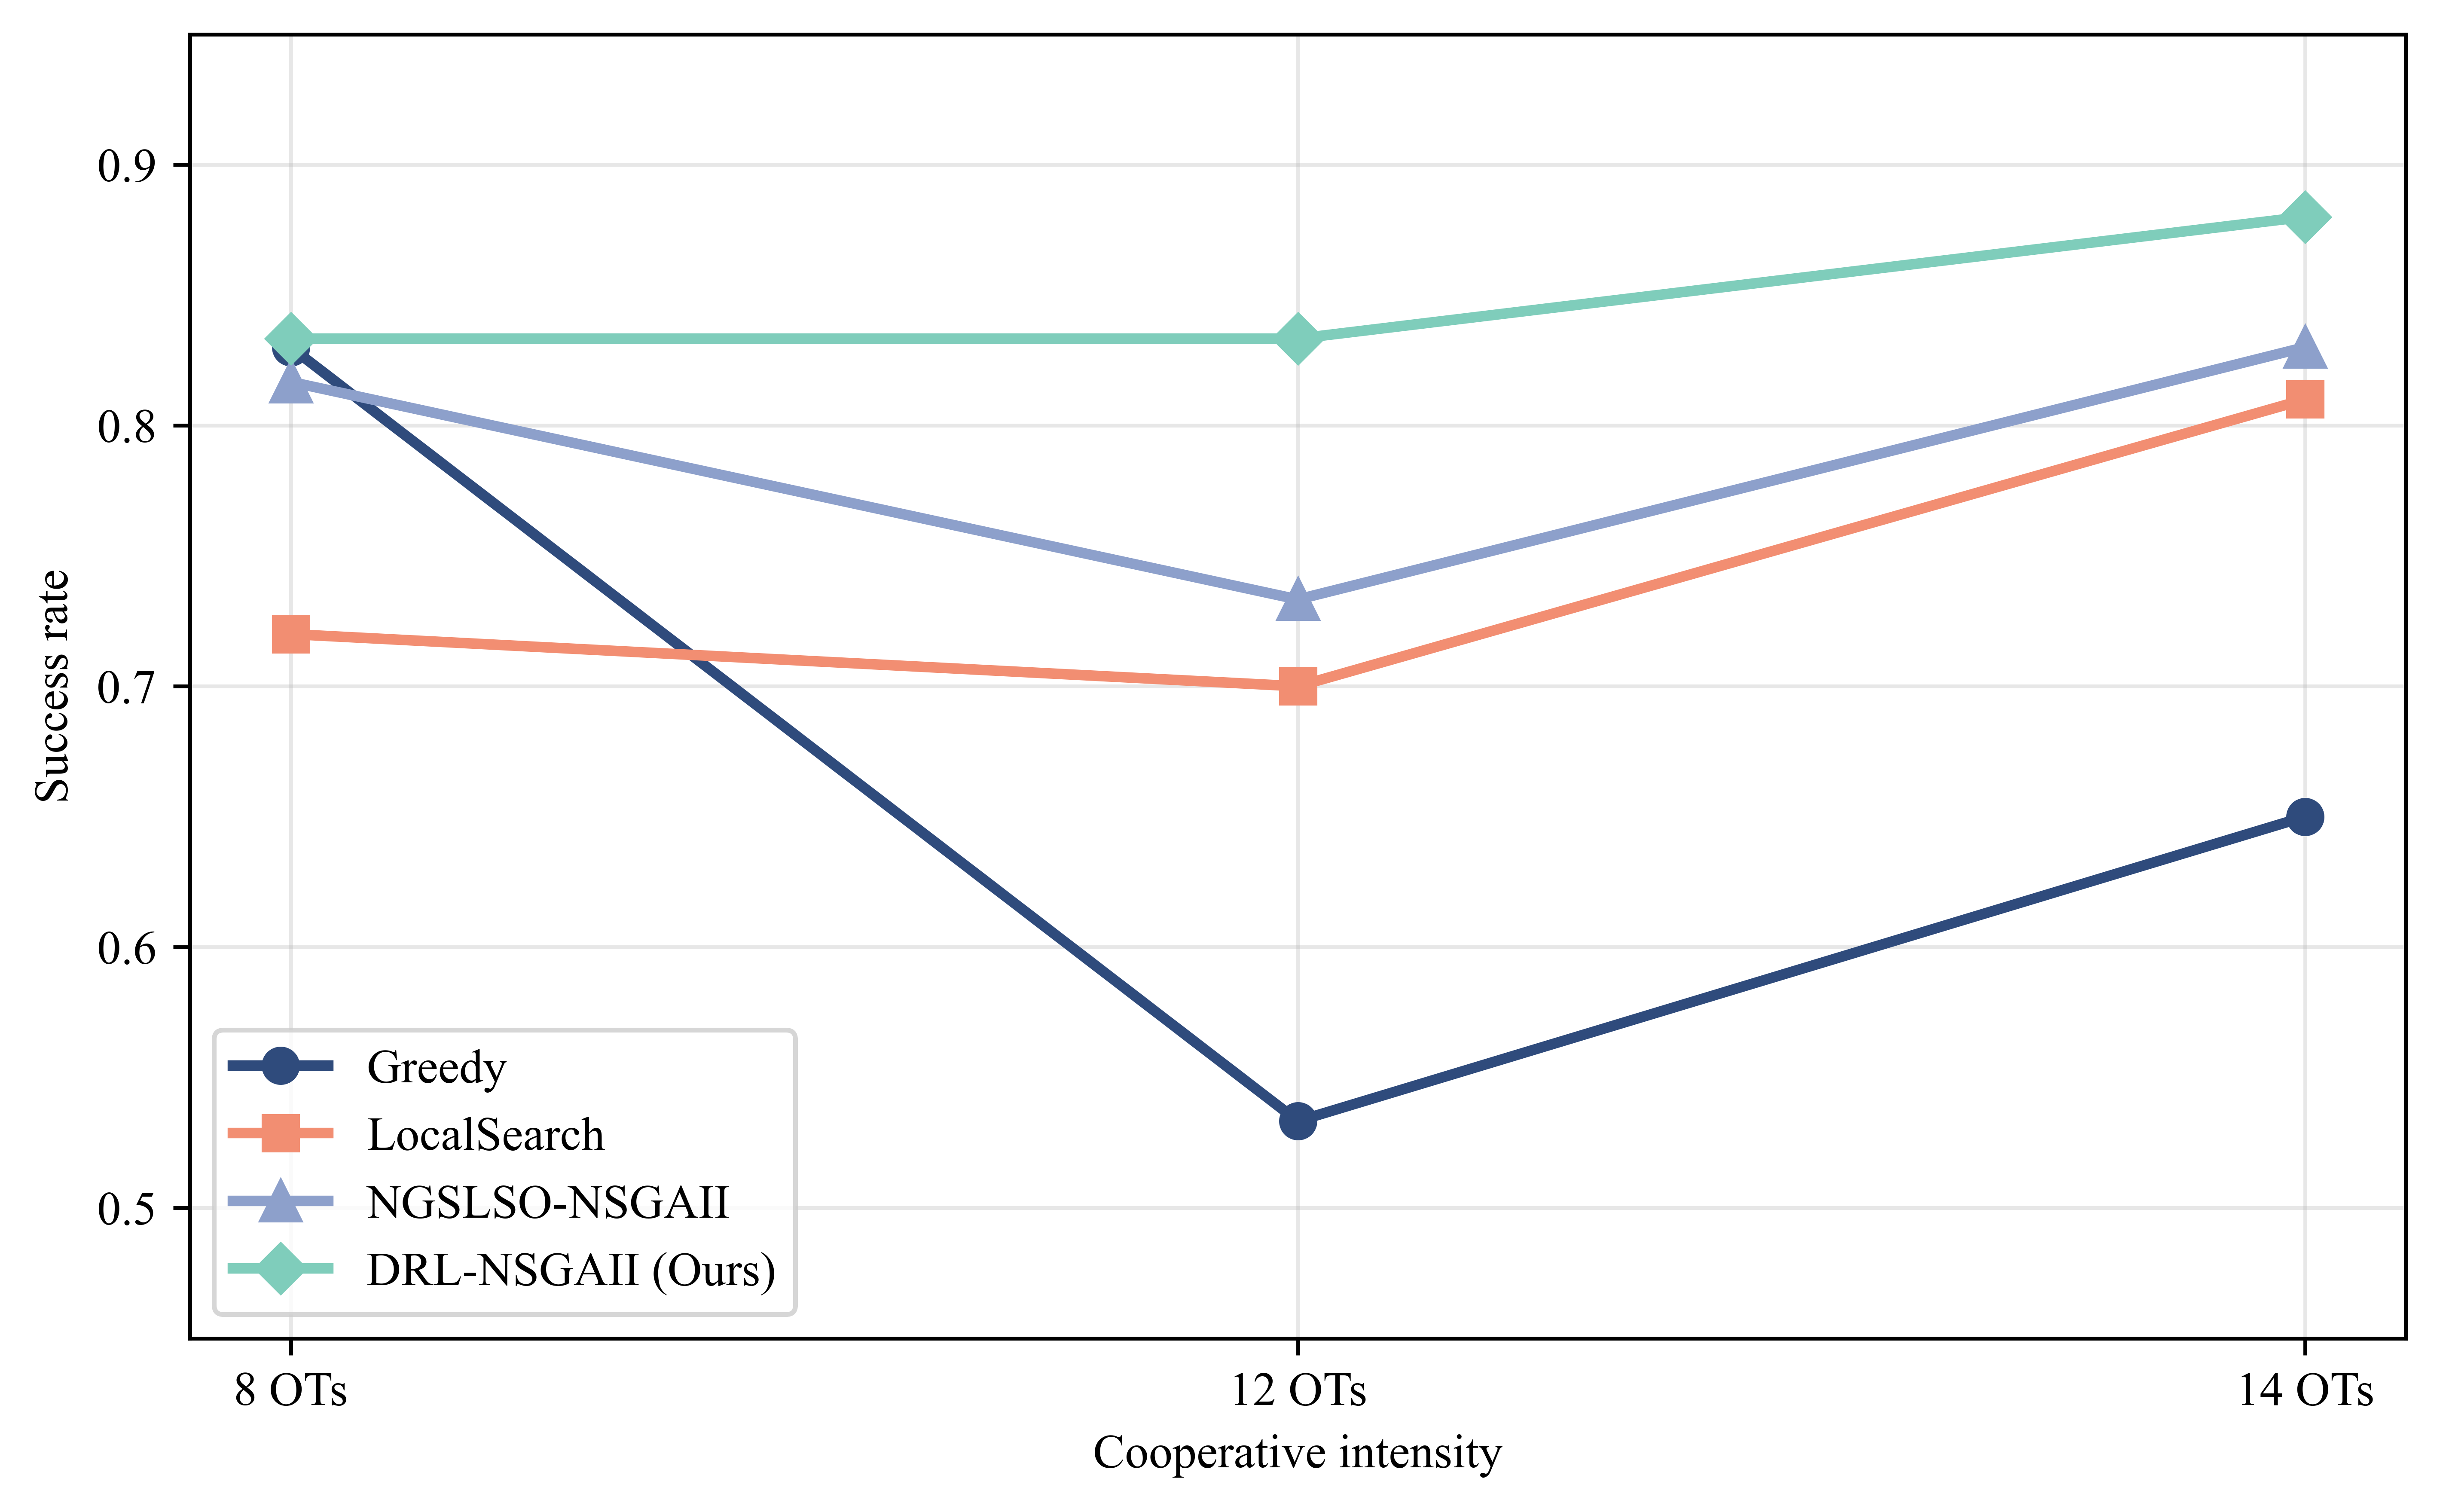 0.9
0.8
0.7
0.6
0.5
Success rate
Greedy
LocalSearch
NGSLSO-NSGAII
DRL-NSGAII (Ours)
8 OTs
12 OTs
14 OTs
Cooperative intensity